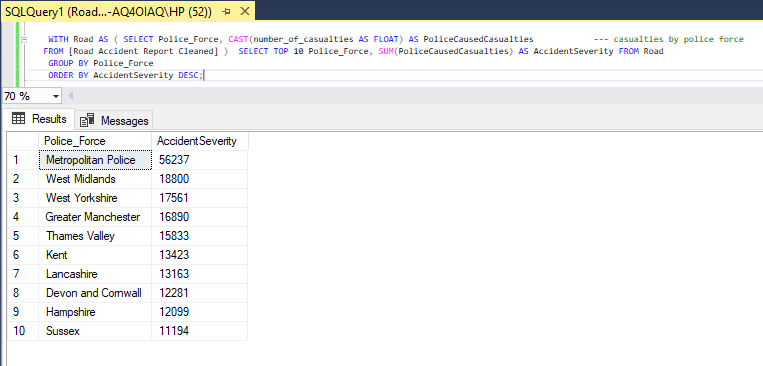 SQLQuery1 (Road...-AQ4OIAQ\HP (52))
WITH Road AS ( SELECT Police_Force, CAST(number_of_casualties AS FLOAT) AS PoliceCausedCasualties --- casualties by police force
FROM [Road Accident Report Cleaned] ) SELECT TOP 10 Police_Force, SUM(PoliceCausedCasualties) AS AccidentSeverity FROM Road
GROUP BY Police_Force
ORDER BY AccidentSeverity DESC;
70 %
Results Messages
Police_Force AccidentSeverity
1 Metropolitan Police 56237
2 West Midlands 18800
3 West Yorkshire 17561
4 Greater Manchester 16890
5 Thames Valley 15833
6 Kent 13423
7 Lancashire 13163
8 Devon and Cornwall 12281
9 Hampshire 12099
10 Sussex 11194